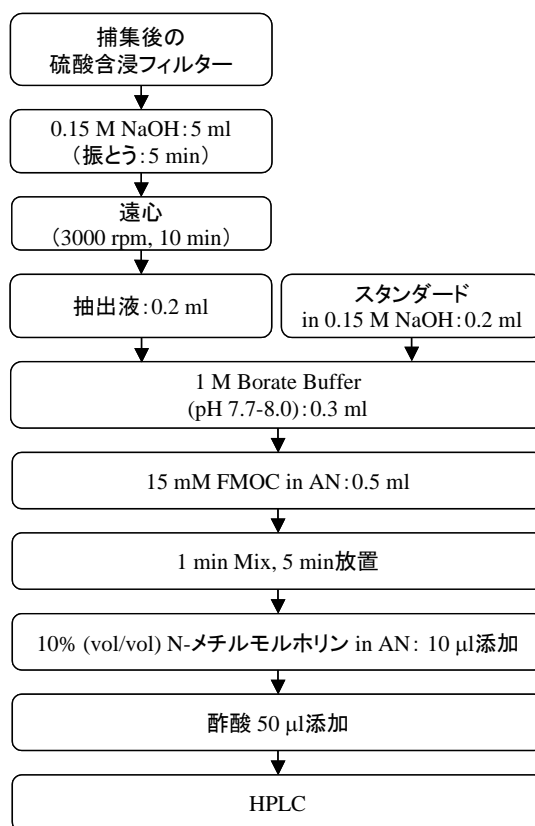 捕集後の
硫酸含浸フィルター
0.15 M NaOH：5 ml
（振とう：5 min）
遠心
（3000 rpm, 10 min）
抽出液：0.2 ml
スタンダード
in 0.15 M NaOH：0.2 ml
1 M Borate Buffer
(pH 7.7-8.0)：0.3 ml
15 mM FMOC in AN：0.5 ml
1 min Mix, 5 min放置
10% (vol/vol) N-メチルモルホリン in AN： 10 μl添加
酢酸 50 μl添加
HPLC